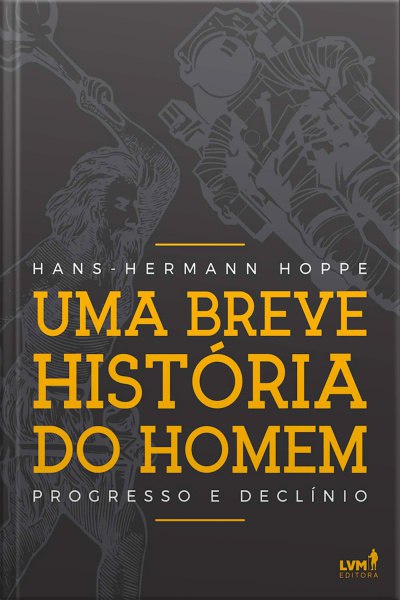 HANS-HERMANN HOPPE
UMA BREVE
HISTÓRIA
DO HOMEM
PROGRESSO E DECLÍNIO
LVM
EDITORA